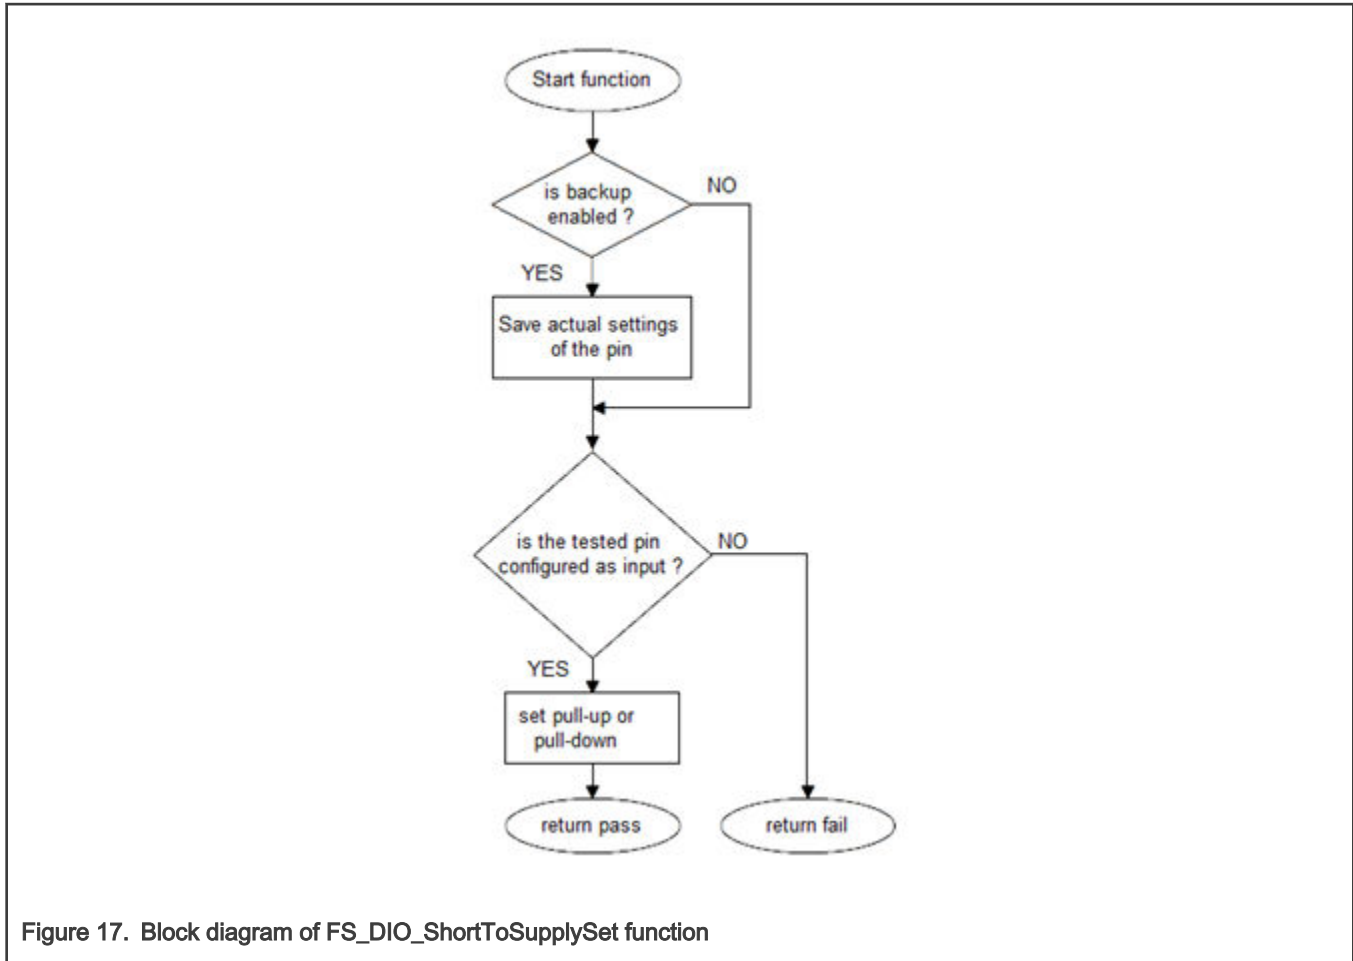 Start function
is backup
enabled ?
NO
YES
Save actual settings
of the pin
is the tested pin
configured as input ?
NO
YES
set pull-up or
pull-down
return pass
return fail
Figure 17. Block diagram of FS_DIO_ShortToSupplySet function